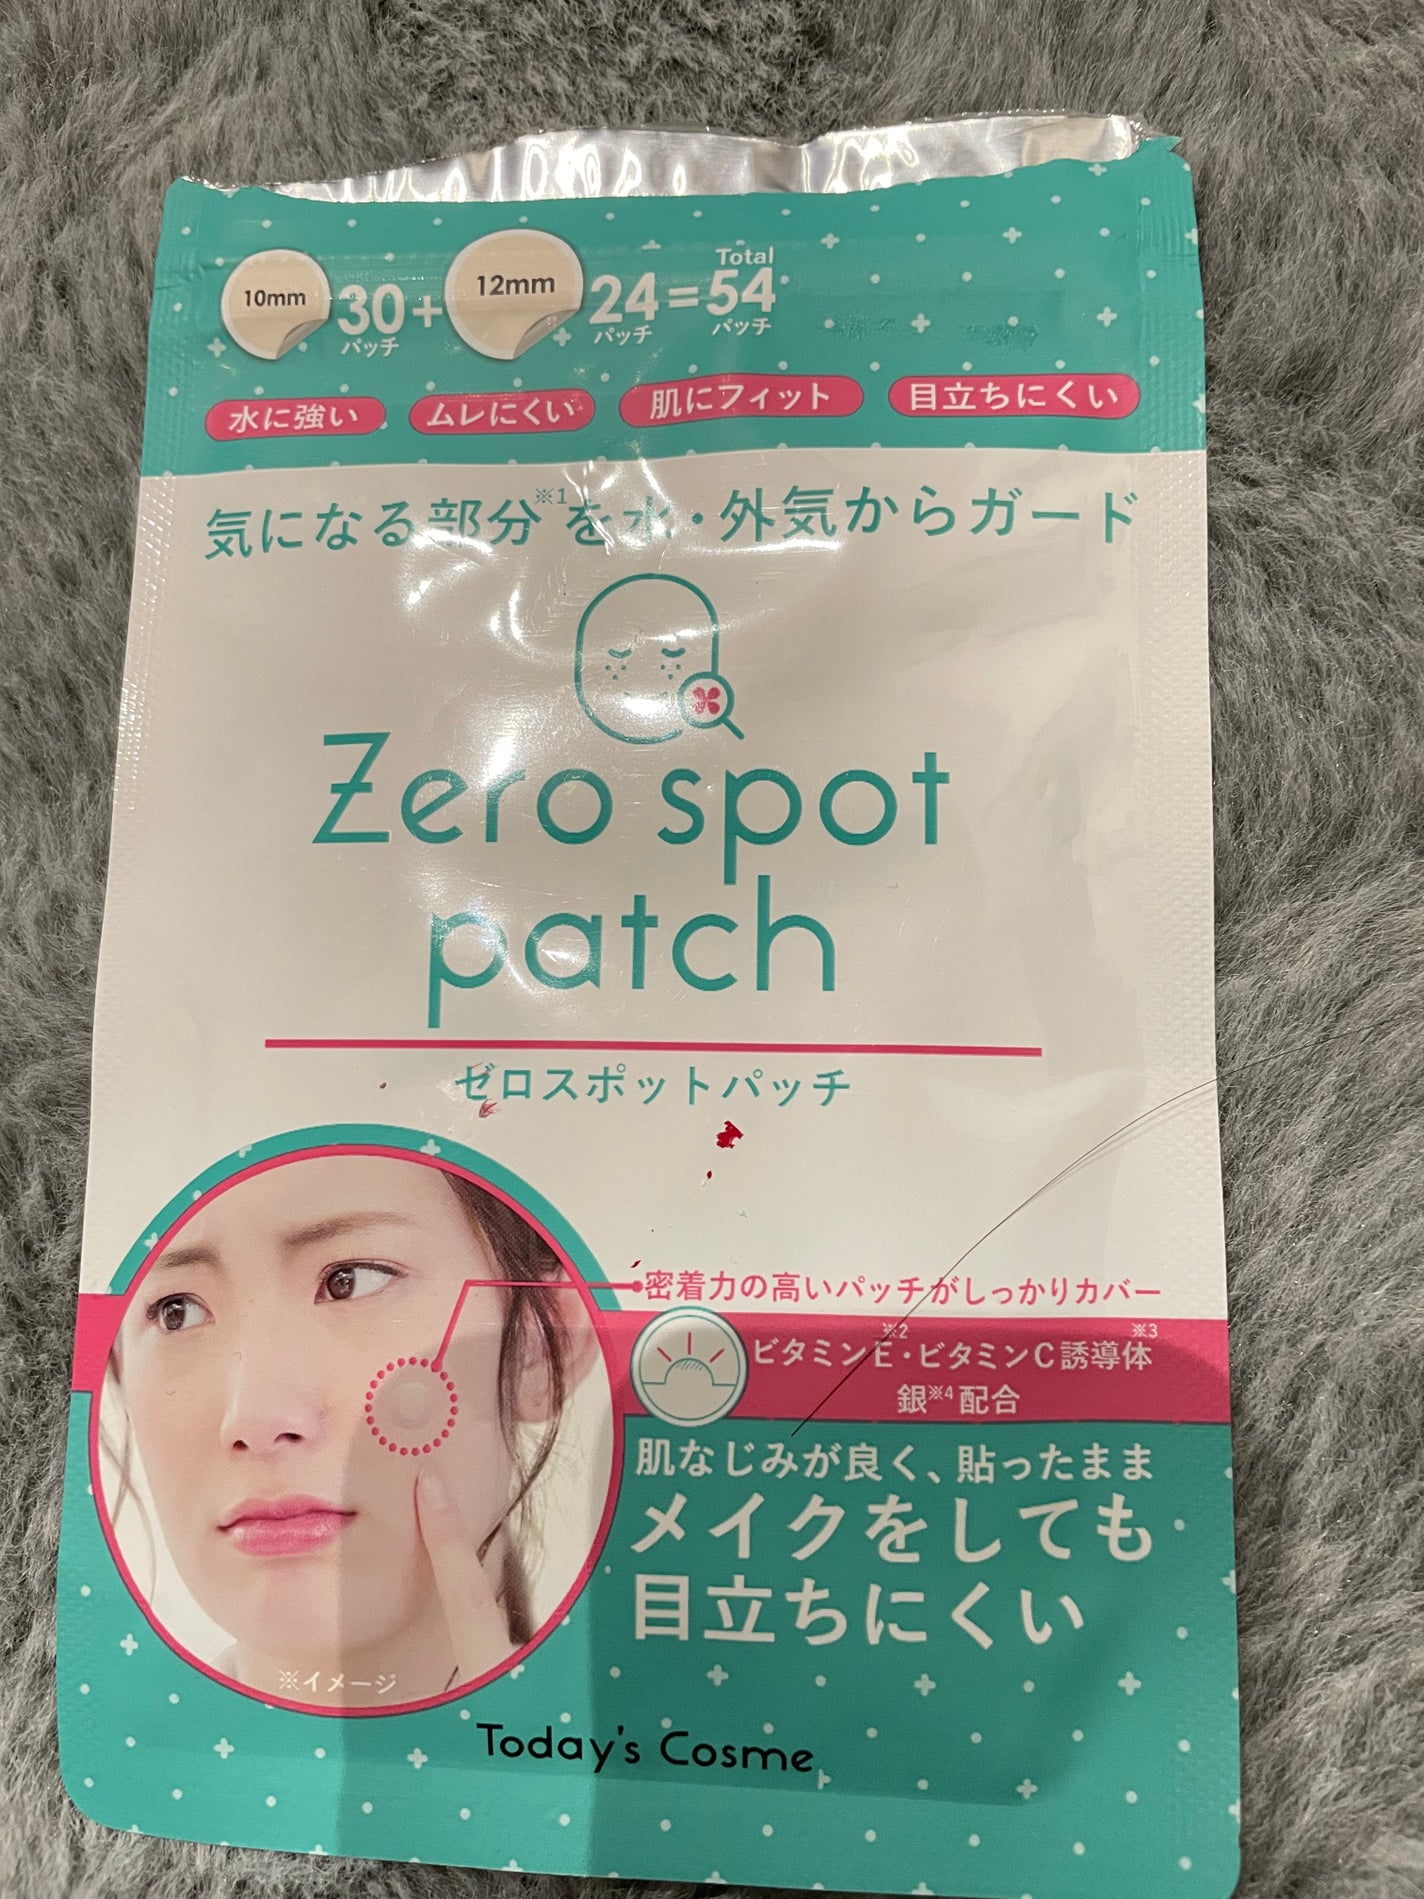 10mm 30 + 12mm 24 = Total 54
パッチ パッチ パッチ
水に強い ムレにくい 肌にフィット 目立ちにくい
気になる部分※1を水・外気からガード
Zero spot
patch
ゼロスポットパッチ
密着力の高いパッチがしっかりカバー
ビタミンE※2・ビタミンC誘導体※3
銀※4配合
肌なじみが良く、貼ったまま
メイクをしても
目立ちにくい
※イメージ
Today's Cosme